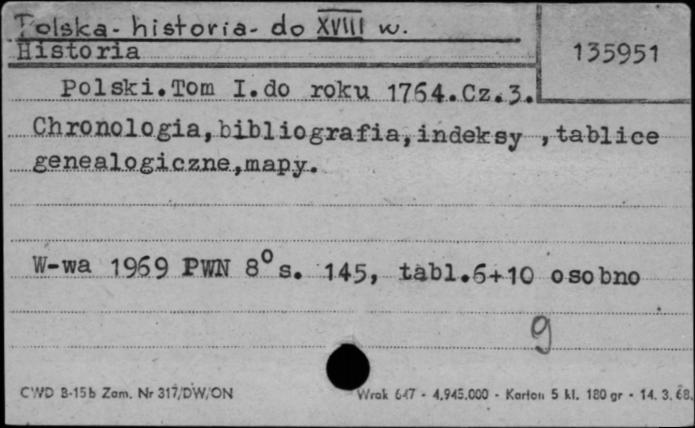 Polska - historia - do XVIII w.
135951
Historia
Polski.Tom I.do roku 1764.Cz.3.
Chronologia,bibliografia,indeksy ,tablice
genealogiczne,mapy.
W-wa 1969 PWN 8° s. 145, tabl.6+10 osobno
9
CWD B-15b Zam. Nr 317/DW/ON
Wrak 647 - 4.945.000 - Karton 5 kl. 180 gr - 14. 3. 68.